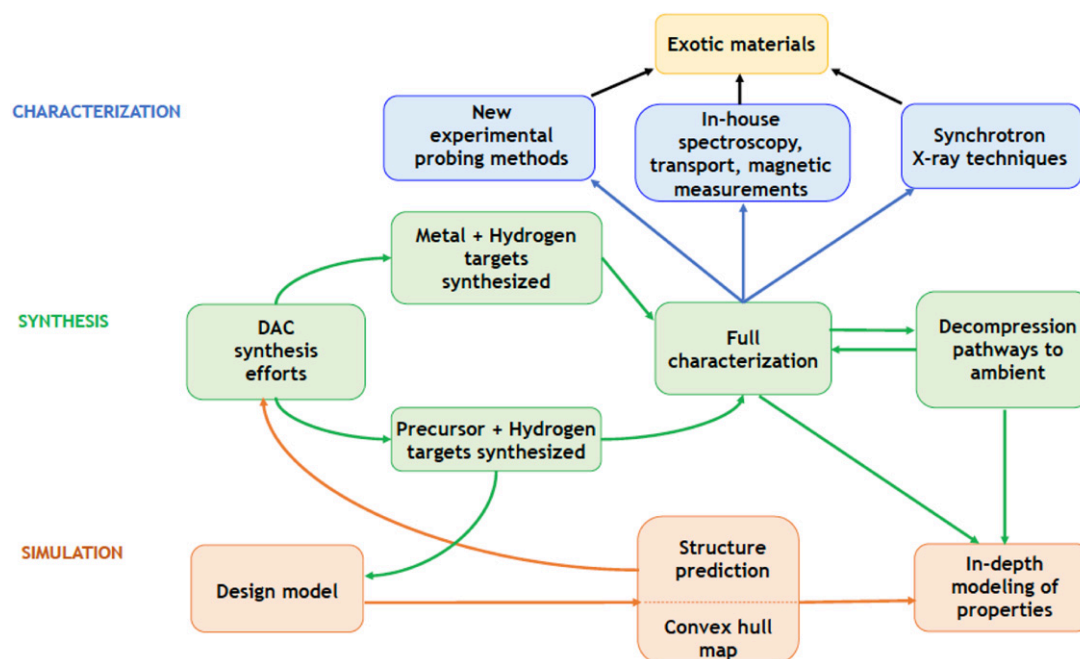 Exotic materials
CHARACTERIZATION
New
experimental
probing methods
In-house
spectroscopy,
transport, magnetic
measurements
Synchrotron
X-ray techniques
Metal + Hydrogen
targets
synthesized
SYNTHESIS
DAC
synthesis
efforts
Full
characterization
Decompression
pathways to
ambient
Precursor + Hydrogen
targets synthesized
SIMULATION
Design model
Structure
prediction
Convex hull
map
In-depth
modeling of
properties